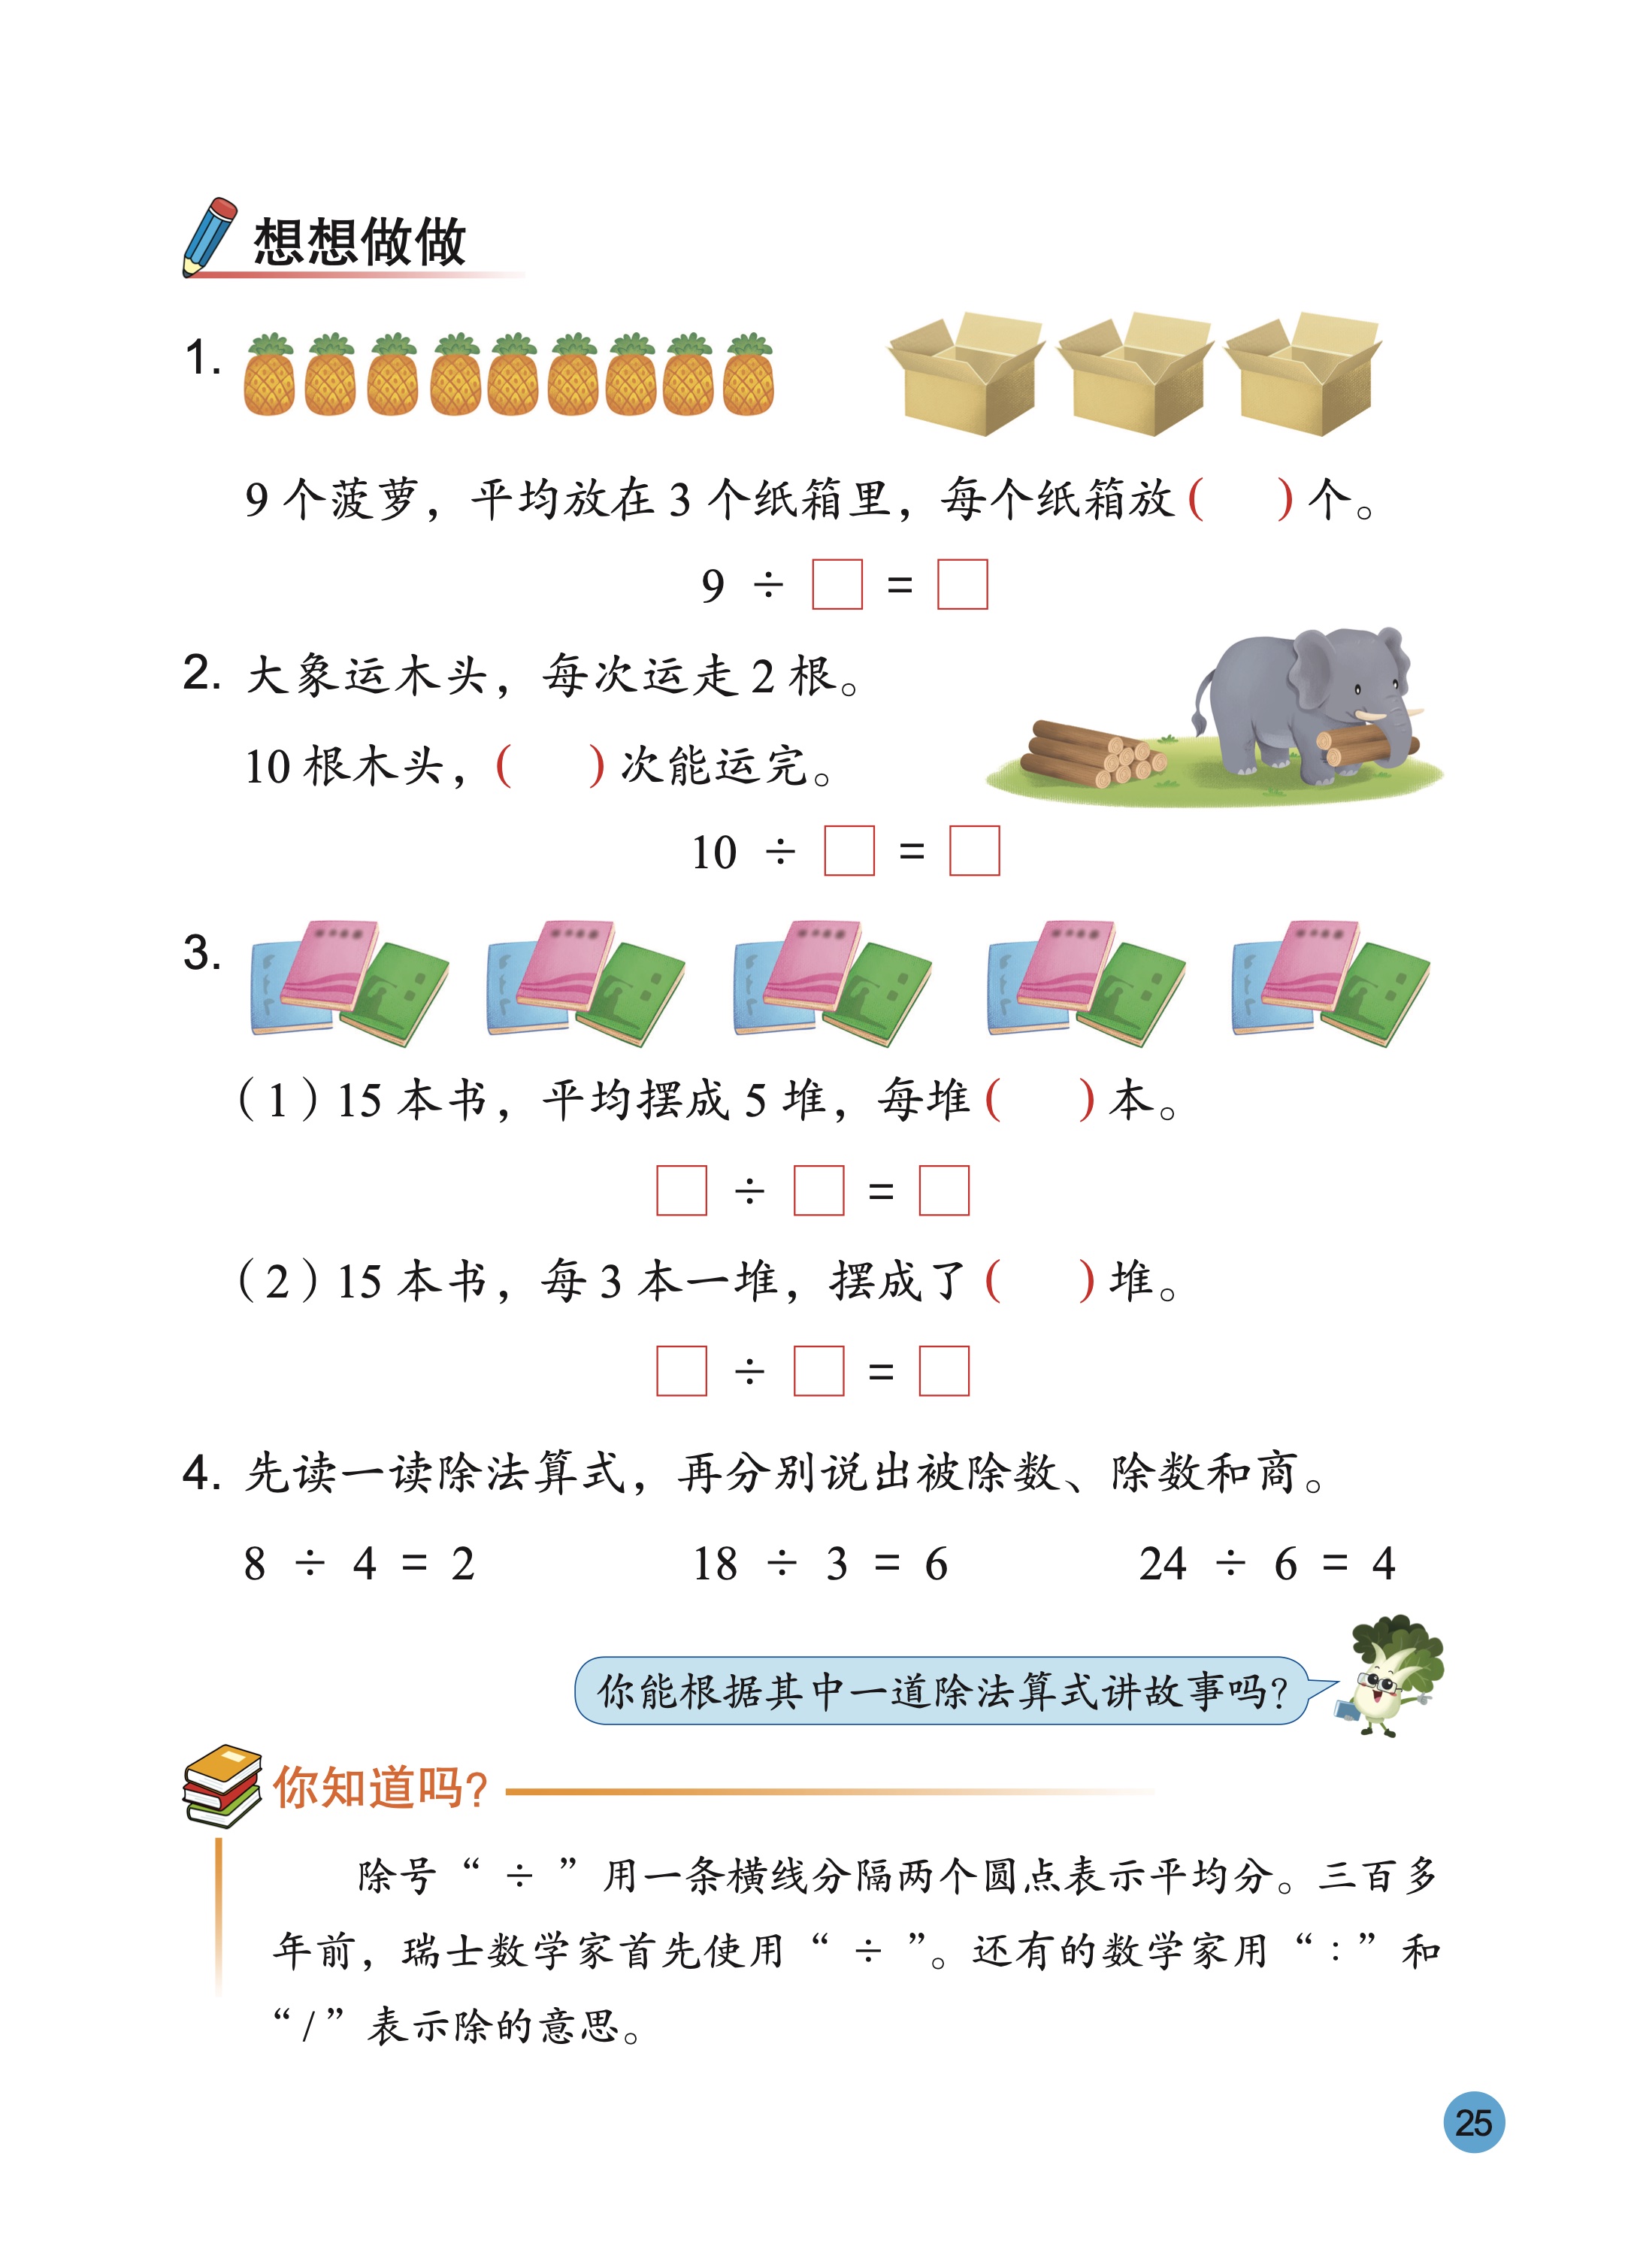 想想做做
1.
9 个菠萝，平均放在 3 个纸箱里，每个纸箱放（　）个。
9 ÷ □ = □
2. 大象运木头，每次运走 2 根。
10 根木头，（　）次能运完。
10 ÷ □ = □
3.
（1）15 本书，平均摆成 5 堆，每堆（　）本。
□ ÷ □ = □
（2）15 本书，每 3 本一堆，摆成了（　）堆。
□ ÷ □ = □
4. 先读一读除法算式，再分别说出被除数、除数和商。
8 ÷ 4 = 2　18 ÷ 3 = 6　24 ÷ 6 = 4
你能根据其中一道除法算式讲故事吗?
你知道吗?
除号“ ÷ ”用一条横线分隔两个圆点表示平均分。三百多
年前，瑞士数学家首先使用“ ÷ ”。还有的数学家用“ : ”和
“ / ”表示除的意思。
25